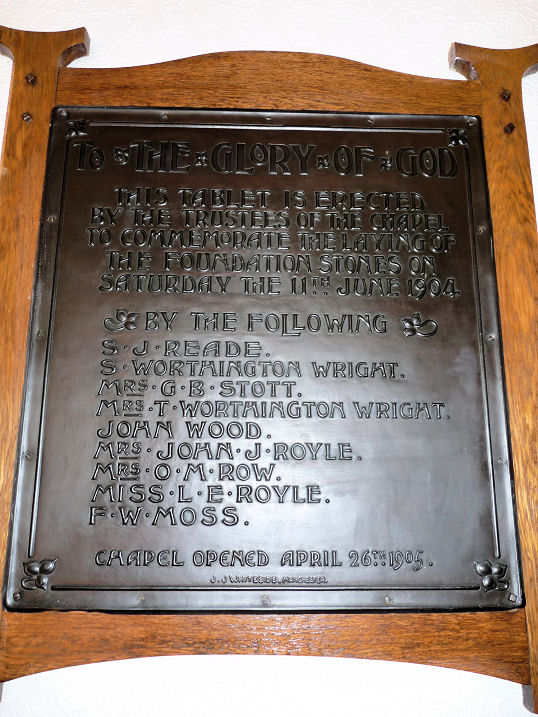 To THE GLORY OF GOD
THIS TABLET IS ERECTED
BY THE TRUSTEES OF THE CHAPEL
TO COMMEMORATE THE LAYING OF
THE FOUNDATION STONES ON
SATURDAY THE 11TH JUNE 1904
BY THE FOLLOWING
S·J·READE.
S·WORTHINGTON WRIGHT.
MRS·G·B·STOTT.
MRS·T·WORTHINGTON WRIGHT.
JOHN WOOD.
MRS·JOHN·J·ROYLE.
MRS·O·M·ROW.
MISS·L·E·ROYLE.
F·W·MOSS.
CHAPEL OPENED APRIL 26TH 1905.
J.J WHITESIDE, MANCHESTER.